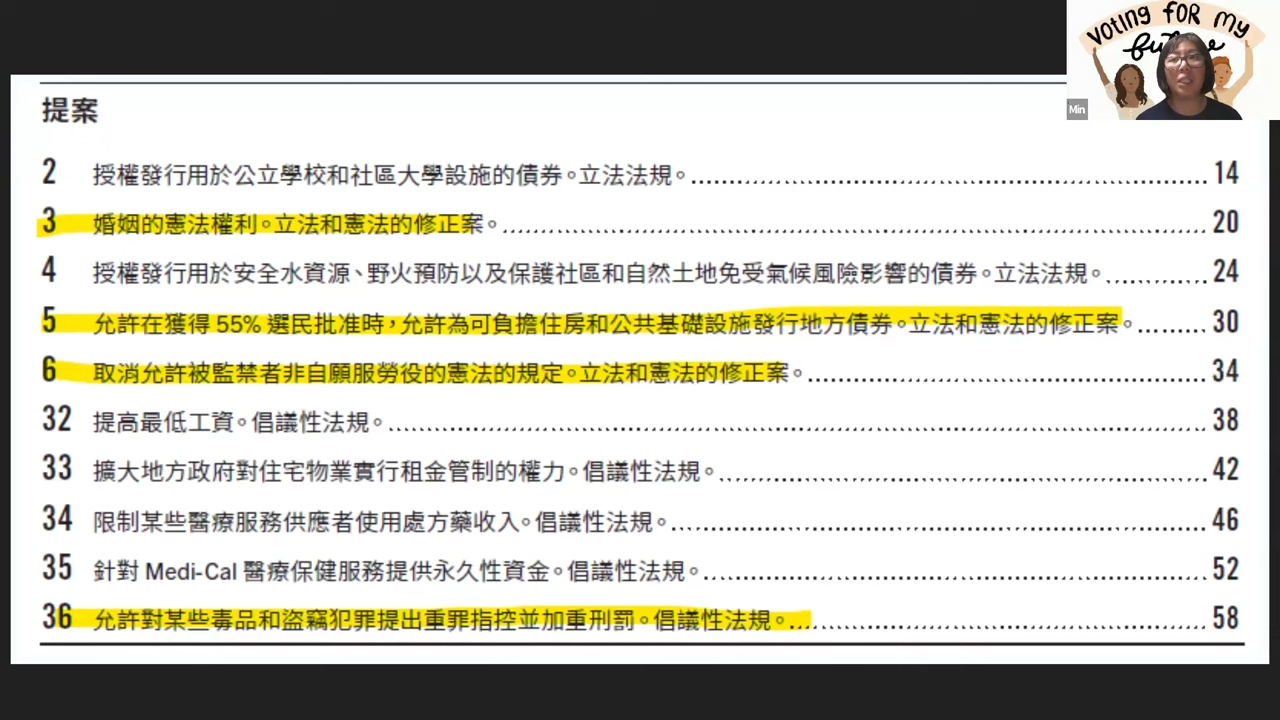 voting for my
future
Min
提案
2 授權發行用於公立學校和社區大學設施的債券。立法法規。 14
3 婚姻的憲法權利。立法和憲法的修正案。 20
4 授權發行用於安全水資源、野火預防以及保護社區和自然土地免受氣候風險影響的債券。立法法規。 24
5 允許在獲得 55% 選民批准時，允許為可負擔住房和公共基礎設施發行地方債券。立法和憲法的修正案。 30
6 取消允許被監禁者非自願服勞役的憲法的規定。立法和憲法的修正案。 34
32 提高最低工資。倡議性法規。 38
33 擴大地方政府對住宅物業實行租金管制的權力。倡議性法規。 42
34 限制某些醫療服務供應者使用處方藥收入。倡議性法規。 46
35 針對 Medi-Cal 醫療保健服務提供永久性資金。倡議性法規。 52
36 允許對某些毒品和盜竊犯罪提出重罪指控並加重刑罰。倡議性法規。 58